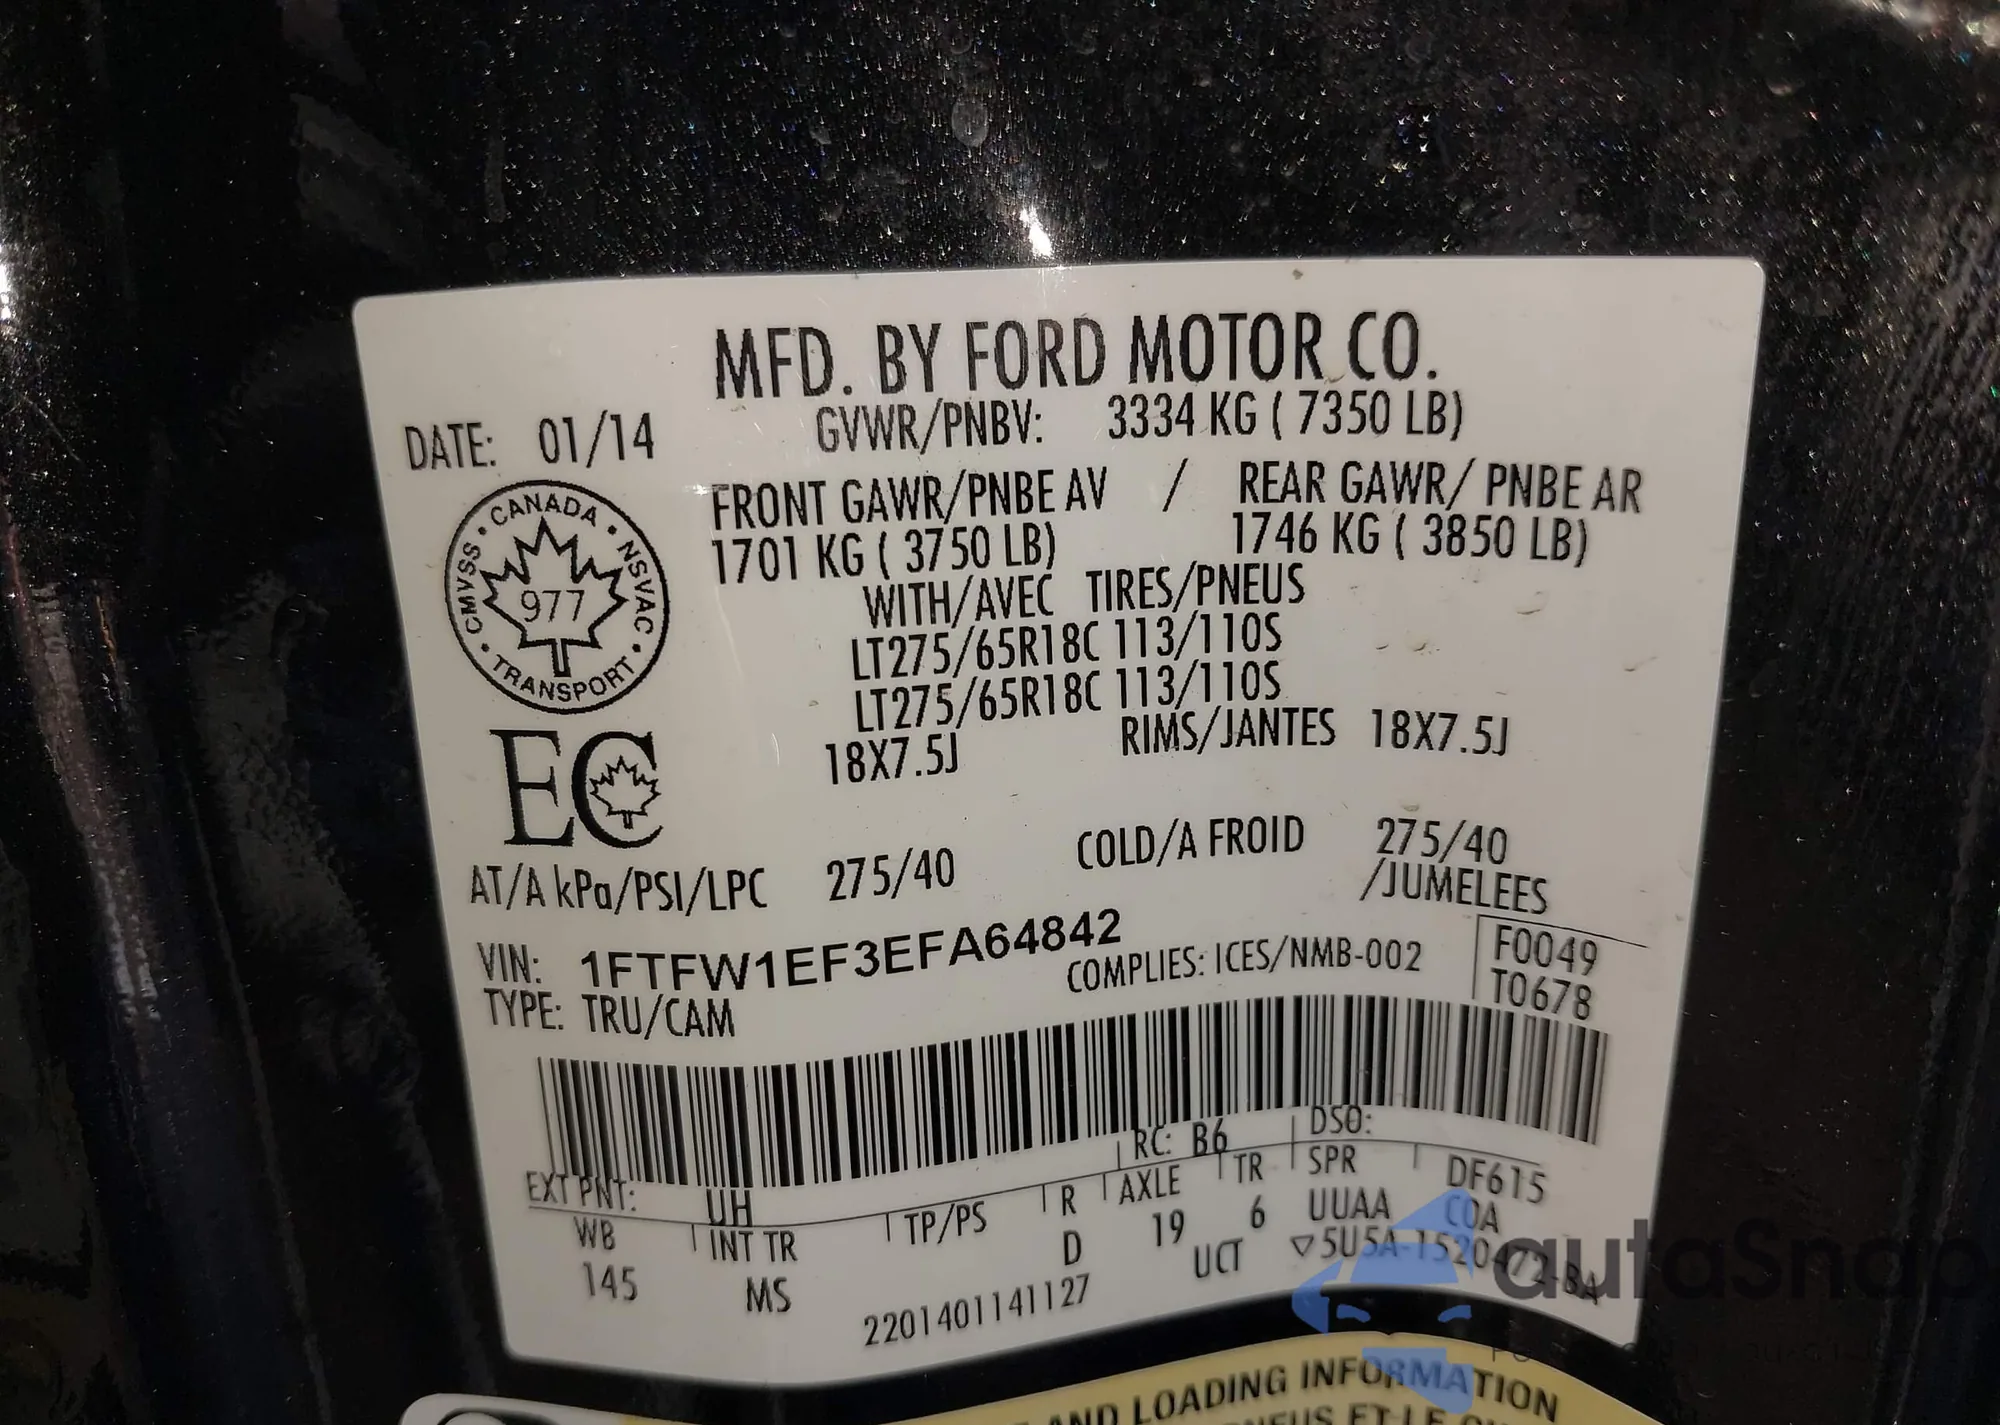 MFD. BY FORD MOTOR CO.
DATE: 01/14
GVWR/PNBV: 3334 KG ( 7350 LB)
FRONT GAWR/PNBE AV / REAR GAWR/ PNBE AR
1701 KG ( 3750 LB) 1746 KG ( 3850 LB)
WITH/AVEC TIRES/PNEUS
LT275/65R18C 113/110S
LT275/65R18C 113/110S
18X7.5J RIMS/JANTES 18X7.5J
CANADA • NSVAC • TRANSPORT • CMVSS •
977
EC
AT/A kPa/PSI/LPC 275/40 COLD/A FROID 275/40
/JUMELEES
VIN: 1FTFW1EF3EFA64842
COMPLIES: ICES/NMB-002
F0049
T0678
TYPE: TRU/CAM
EXT PNT: UH RC: B6 DSO:
WB INT TR TP/PS R AXLE TR SPR DF615
145 MS D 19 6 UUAA COA
2201401141127 UCT ▽5U5A-1520472-BA
autaSnap
AND LOADING INFORMATION